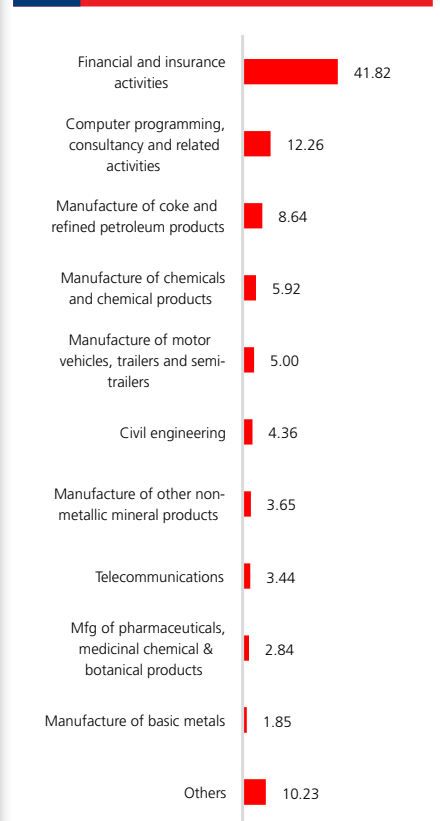 Financial and insurance
activities
41.82
Computer programming,
consultancy and related
activities
12.26
Manufacture of coke and
refined petroleum products
8.64
Manufacture of chemicals
and chemical products
5.92
Manufacture of motor
vehicles, trailers and semi-
trailers
5.00
Civil engineering
4.36
Manufacture of other non-
metallic mineral products
3.65
Telecommunications
3.44
Mfg of pharmaceuticals,
medicinal chemical &
botanical products
2.84
Manufacture of basic metals
1.85
Others
10.23